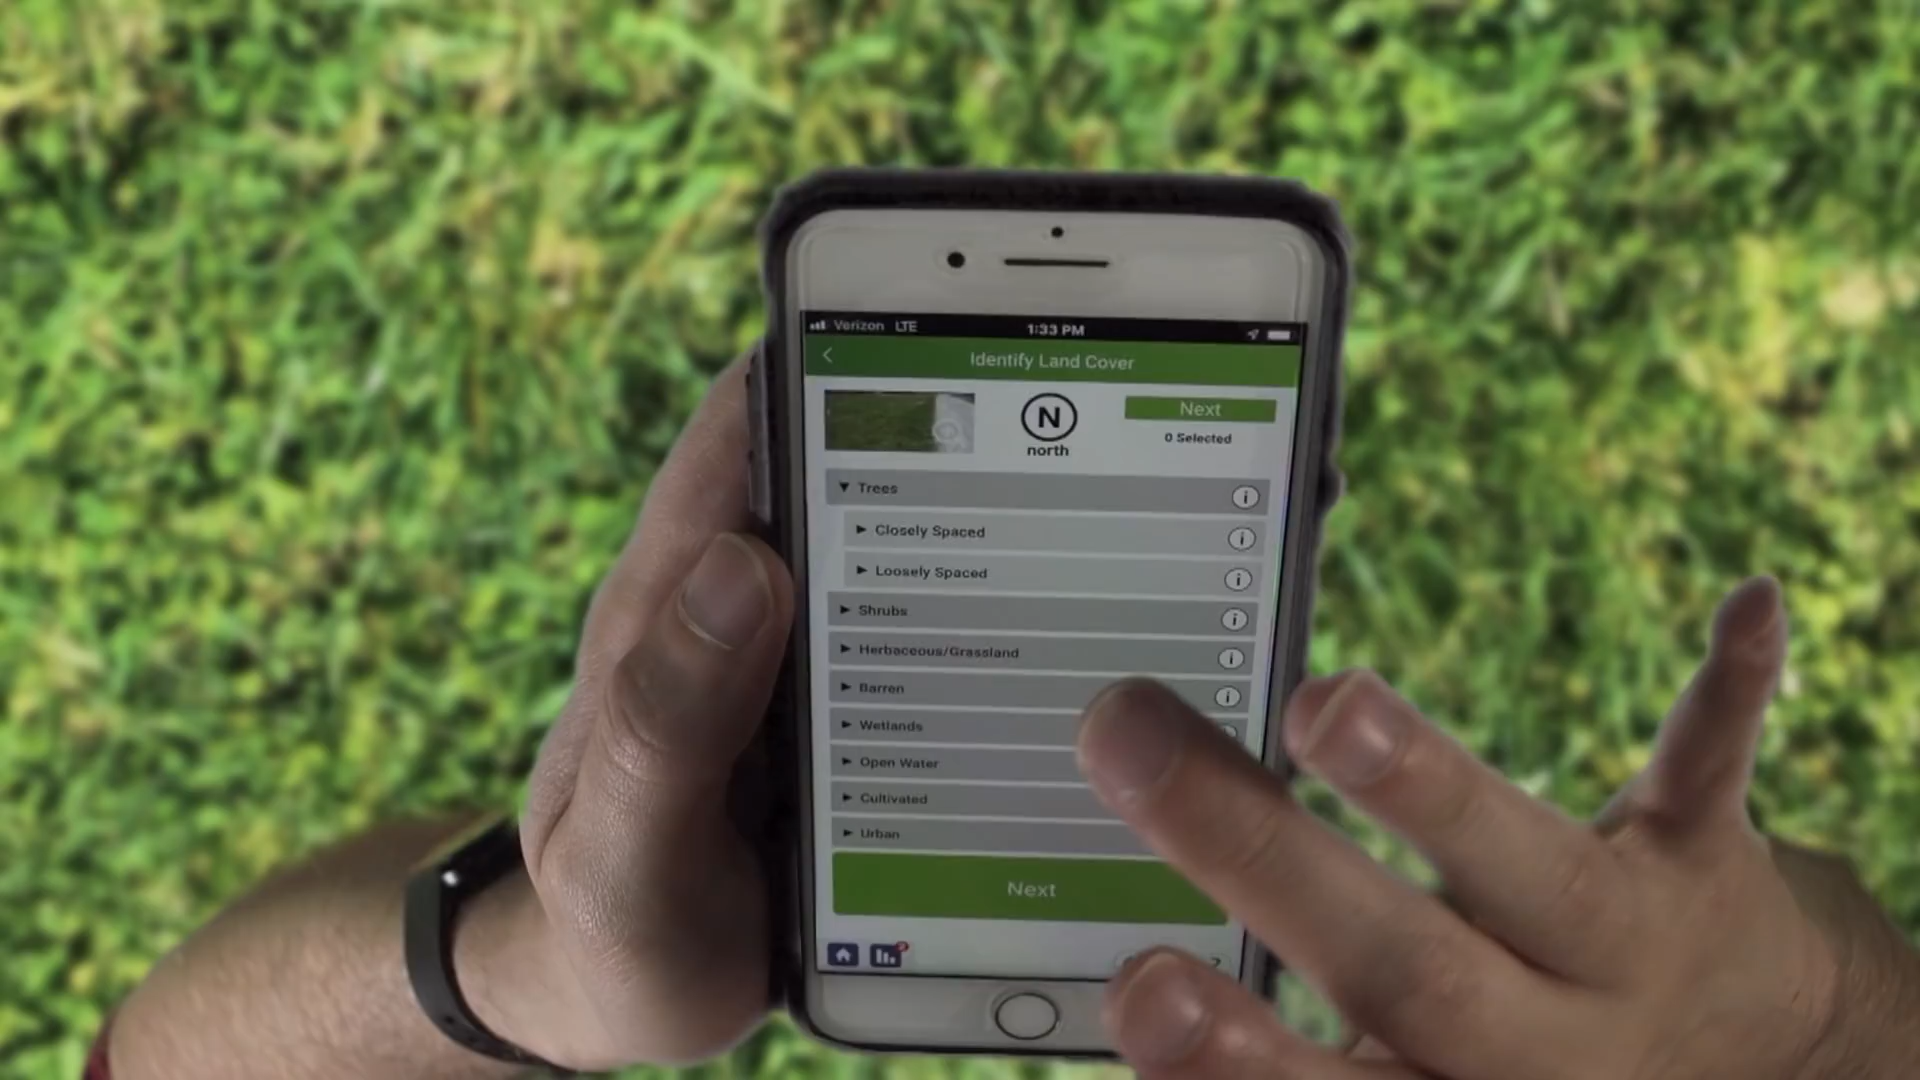 Verizon LTE 1:33 PM
Identify Land Cover
N
north
Next
0 Selected
Trees
Closely Spaced
Loosely Spaced
Shrubs
Herbaceous/Grassland
Barren
Wetlands
Open Water
Cultivated
Urban
Next